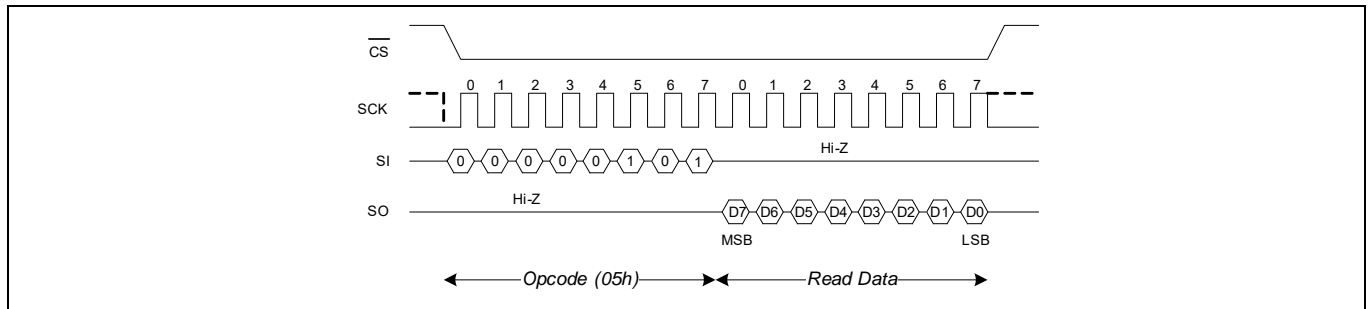 CS
0 1 2 3 4 5 6 7 0 1 2 3 4 5 6 7
SCK
Hi-Z
SI 0 0 0 0 0 1 0 1
Hi-Z
SO D7 D6 D5 D4 D3 D2 D1 D0
MSB LSB
Opcode (05h) Read Data